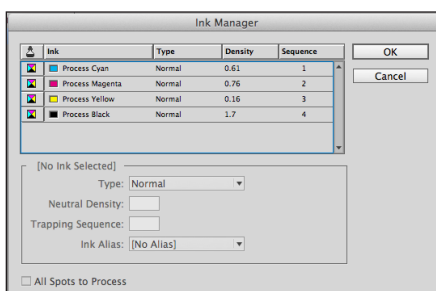 Ink Manager
Ink Type Density Sequence
Process Cyan Normal 0.61 1
Process Magenta Normal 0.76 2
Process Yellow Normal 0.16 3
Process Black Normal 1.7 4
OK
Cancel
[No Ink Selected]
Type: Normal
Neutral Density:
Trapping Sequence:
Ink Alias: [No Alias]
All Spots to Process